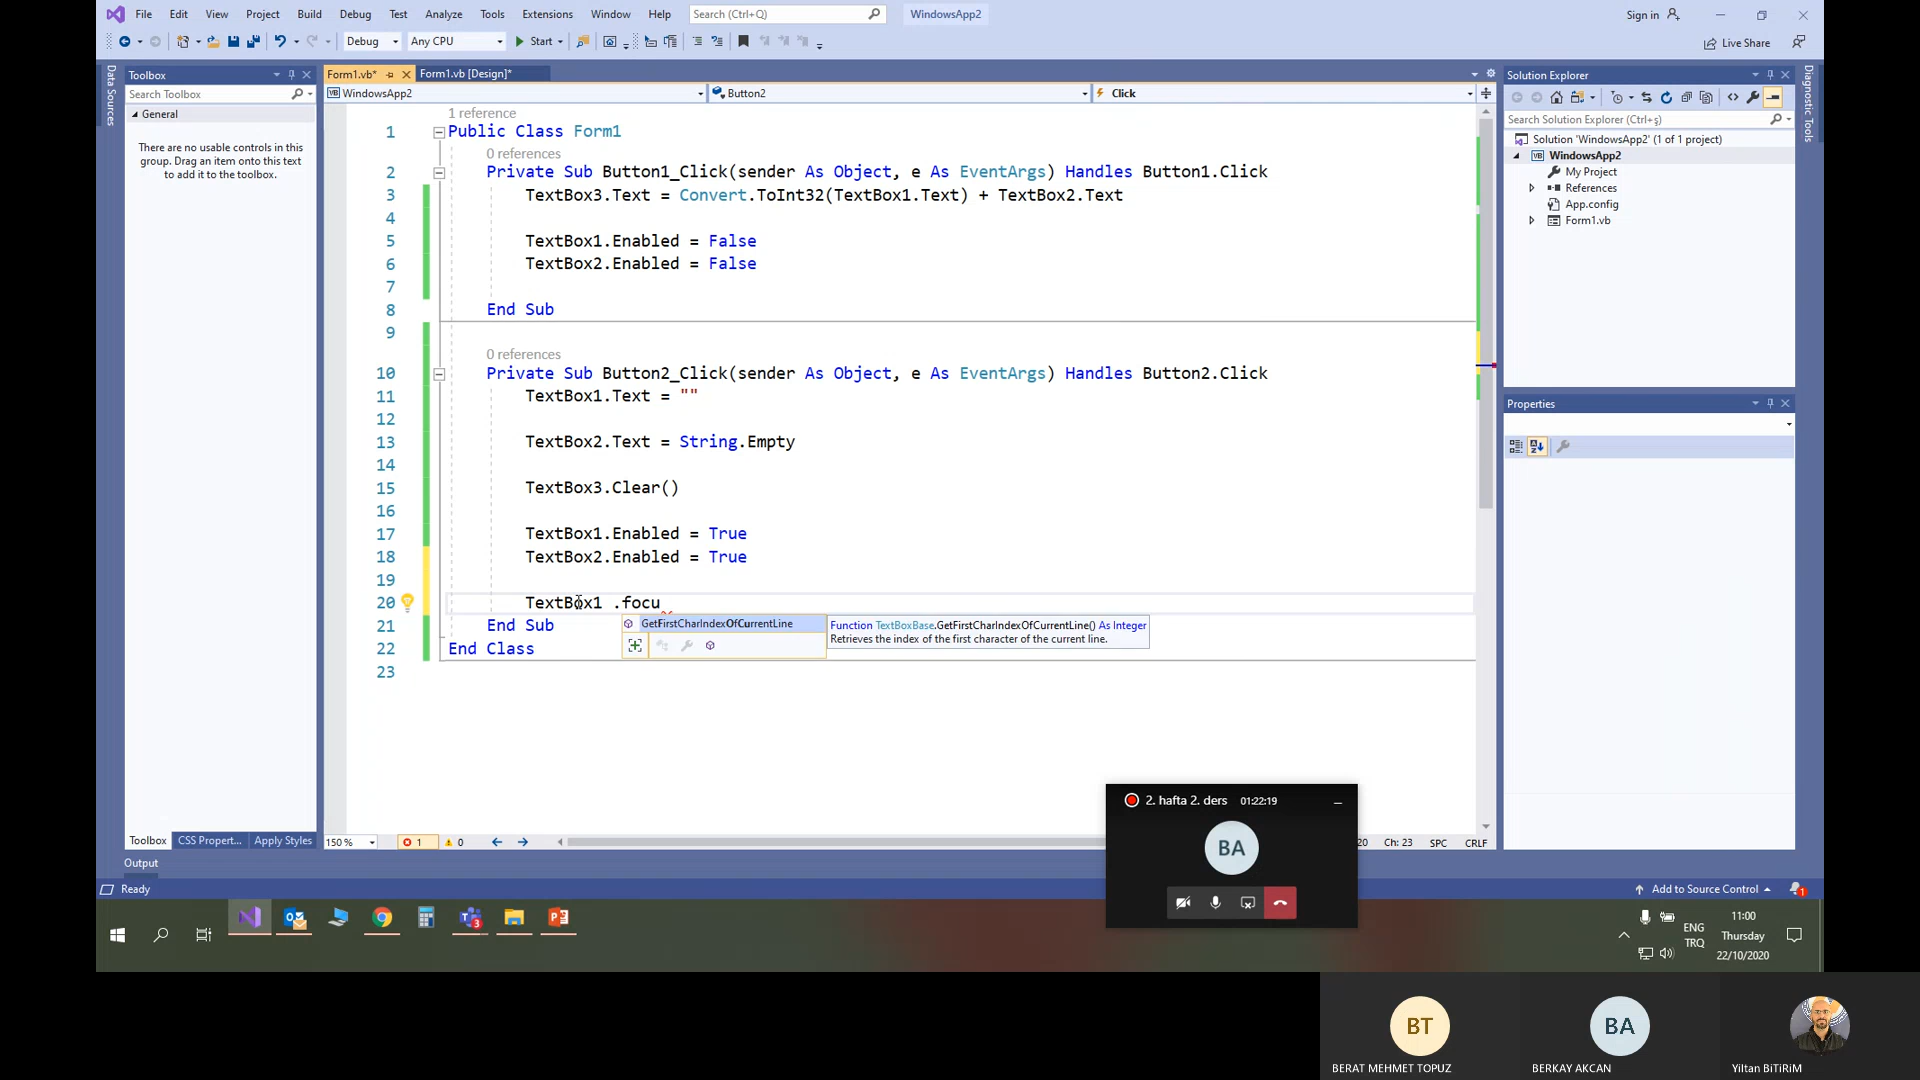 File Edit View Project Build Debug Test Analyze Tools Extensions Window Help Search (Ctrl+Q) WindowsApp2 Sign in
Debug Any CPU Start Live Share
Data Sources
Toolbox
Search Toolbox
General
There are no usable controls in this
group. Drag an item onto this text
to add it to the toolbox.
Form1.vb* Form1.vb [Design]*
WindowsApp2 Button2 Click
1 reference
1 Public Class Form1
0 references
2 Private Sub Button1_Click(sender As Object, e As EventArgs) Handles Button1.Click
3 TextBox3.Text = Convert.ToInt32(TextBox1.Text) + TextBox2.Text
4
5 TextBox1.Enabled = False
6 TextBox2.Enabled = False
7
8 End Sub
9
0 references
10 Private Sub Button2_Click(sender As Object, e As EventArgs) Handles Button2.Click
11 TextBox1.Text = ""
12
13 TextBox2.Text = String.Empty
14
15 TextBox3.Clear()
16
17 TextBox1.Enabled = True
18 TextBox2.Enabled = True
19
20 TextBox1 .focu
21 End Sub
22 End Class
23
GetFirstCharIndexOfCurrentLine
Function TextBoxBase.GetFirstCharIndexOfCurrentLine() As Integer
Retrieves the index of the first character of the current line.
Solution Explorer
Search Solution Explorer (Ctrl+ş)
Solution 'WindowsApp2' (1 of 1 project)
VB WindowsApp2
My Project
References
App.config
Form1.vb
Properties
Diagnostic Tools
Toolbox CSS Propert... Apply Styles
150 % 1 0 20 Ch: 23 SPC CRLF
Output
Ready Add to Source Control 1
2. hafta 2. ders 01:22:19
BA
3
ENG
TRQ
11:00
Thursday
22/10/2020
BT
BERAT MEHMET TOPUZ
BA
BERKAY AKCAN
Yiltan BiTiRiM